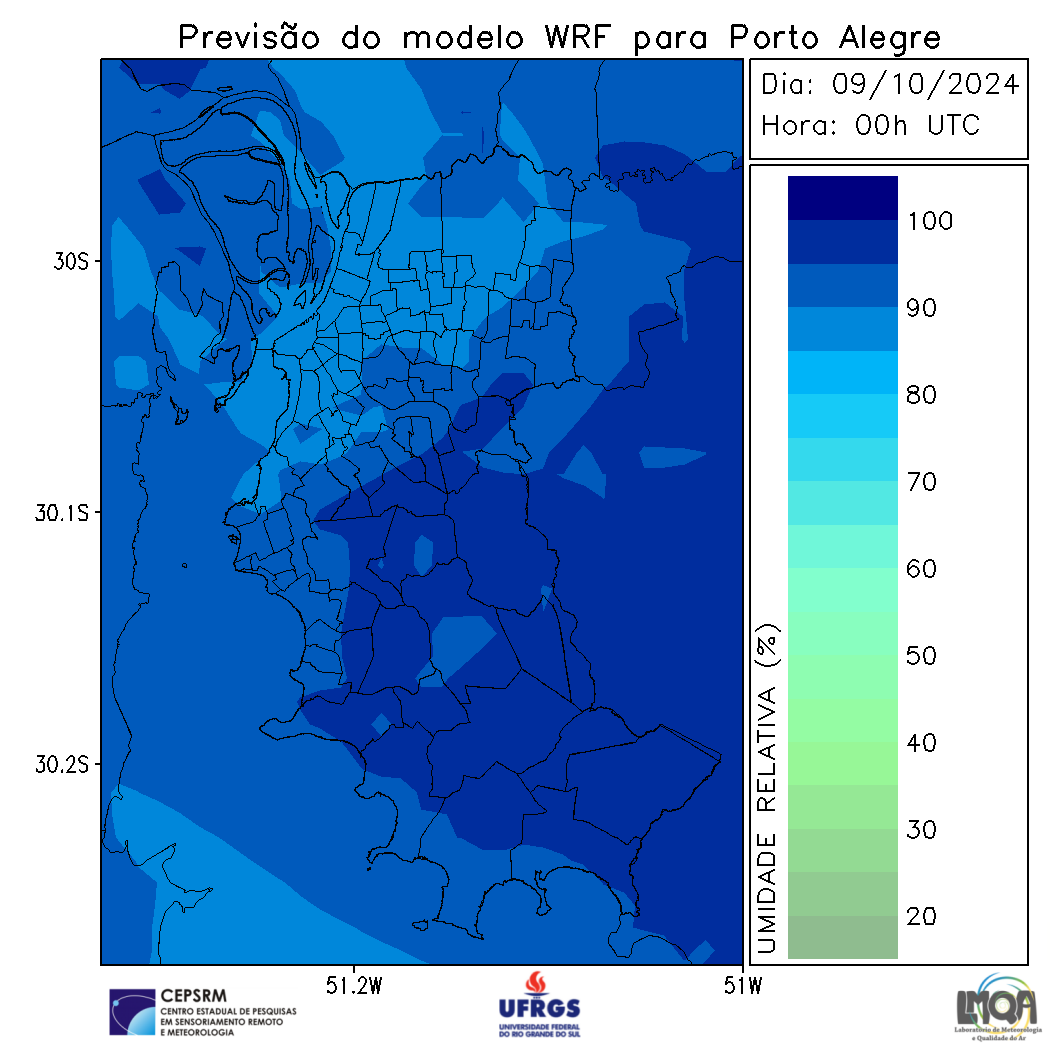 Previsão do modelo WRF para Porto Alegre
Dia: 09/10/2024
Hora: 00h UTC
30S
30.1S
30.2S
51.2W
51W
UMIDADE RELATIVA (%)
100
90
80
70
60
50
40
30
20
CEPSRM
CENTRO ESTADUAL DE PESQUISAS
EM SENSORIAMENTO REMOTO
E METEOROLOGIA
UFRGS
UNIVERSIDADE FEDERAL
DO RIO GRANDE DO SUL
LMQA
Laboratório de Meteorologia
e Qualidade do Ar